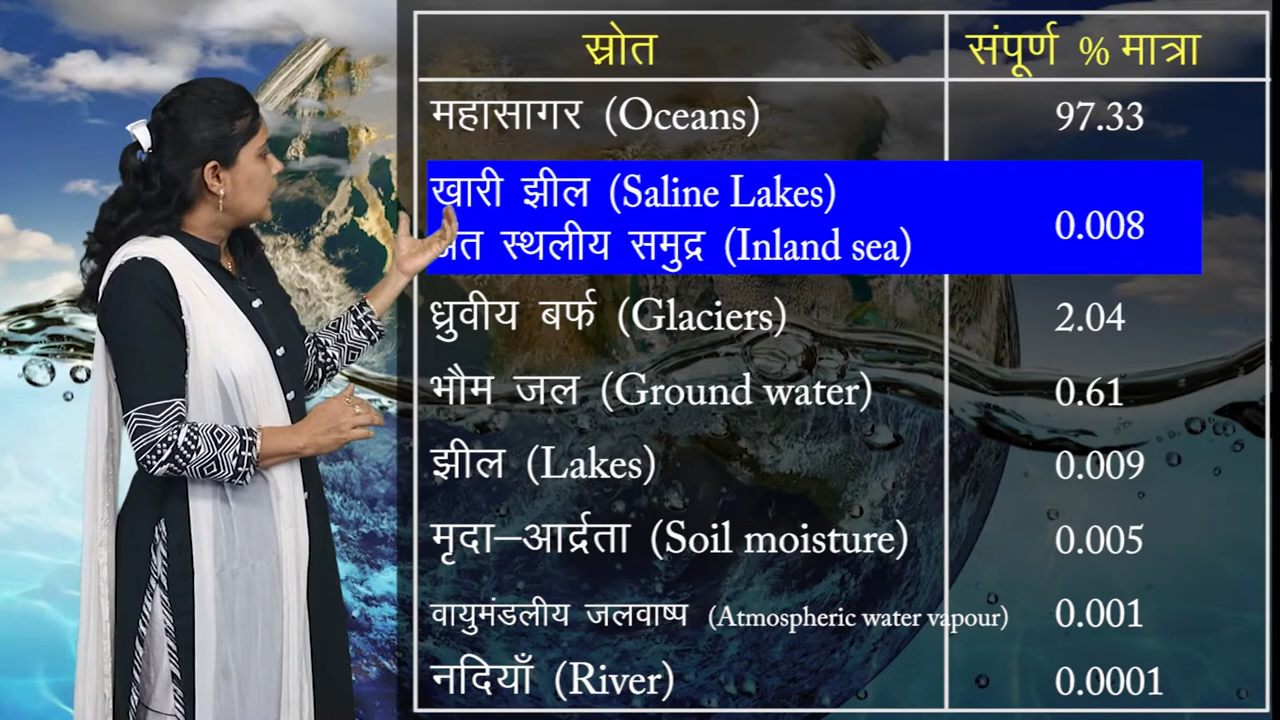 स्रोत संपूर्ण % मात्रा
महासागर (Oceans) 97.33
खारी झील (Saline Lakes)
स्थलीय समुद्र (Inland sea) 0.008
ध्रुवीय बर्फ (Glaciers) 2.04
भौम जल (Ground water) 0.61
झील (Lakes) 0.009
मृदा–आर्द्रता (Soil moisture) 0.005
वायुमंडलीय जलवाष्प (Atmospheric water vapour) 0.001
नदियाँ (River) 0.0001